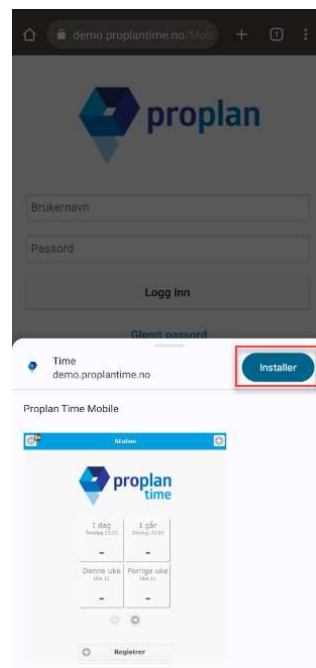 demo.proplantime.no/Mob
proplan
Brukernavn
Passord
Logg inn
Glemt passord
Time
demo.proplantime.no
Installer
Proplan Time Mobile
Status
proplan
time
I dag
I går
-
-
Denne uke
Forrige uke
-
-
Registrer